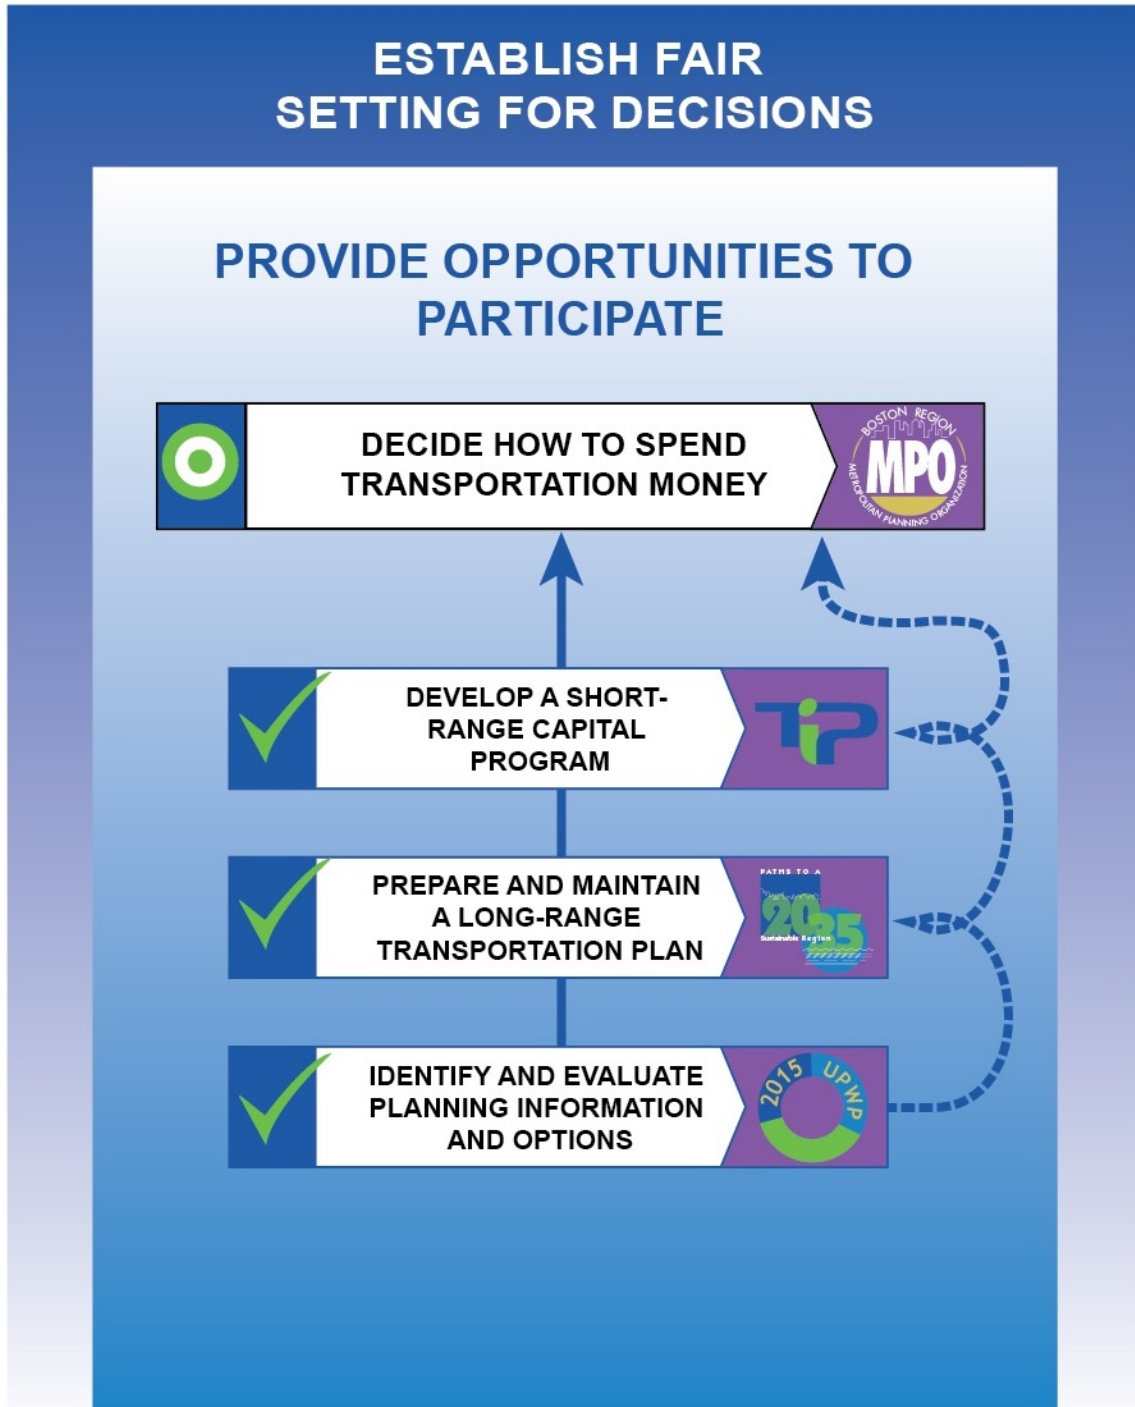 ESTABLISH FAIR
SETTING FOR DECISIONS
PROVIDE OPPORTUNITIES TO
PARTICIPATE
DECIDE HOW TO SPEND
TRANSPORTATION MONEY
BOSTON REGION
MPO
METROPOLITAN PLANNING ORGANIZATION
DEVELOP A SHORT-
RANGE CAPITAL
PROGRAM
TiP
PREPARE AND MAINTAIN
A LONG-RANGE
TRANSPORTATION PLAN
PATHS TO A
2035
Sustainable Region
IDENTIFY AND EVALUATE
PLANNING INFORMATION
AND OPTIONS
2015 UPWP